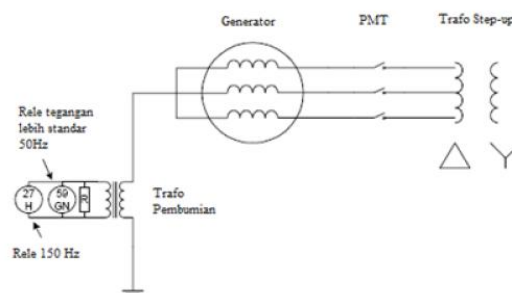 Generator
PMT
Trafo Step-up
Rele tegangan
lebih standar
50Hz
27
H
59
GN
R
Trafo
Pembumian
Rele 150 Hz